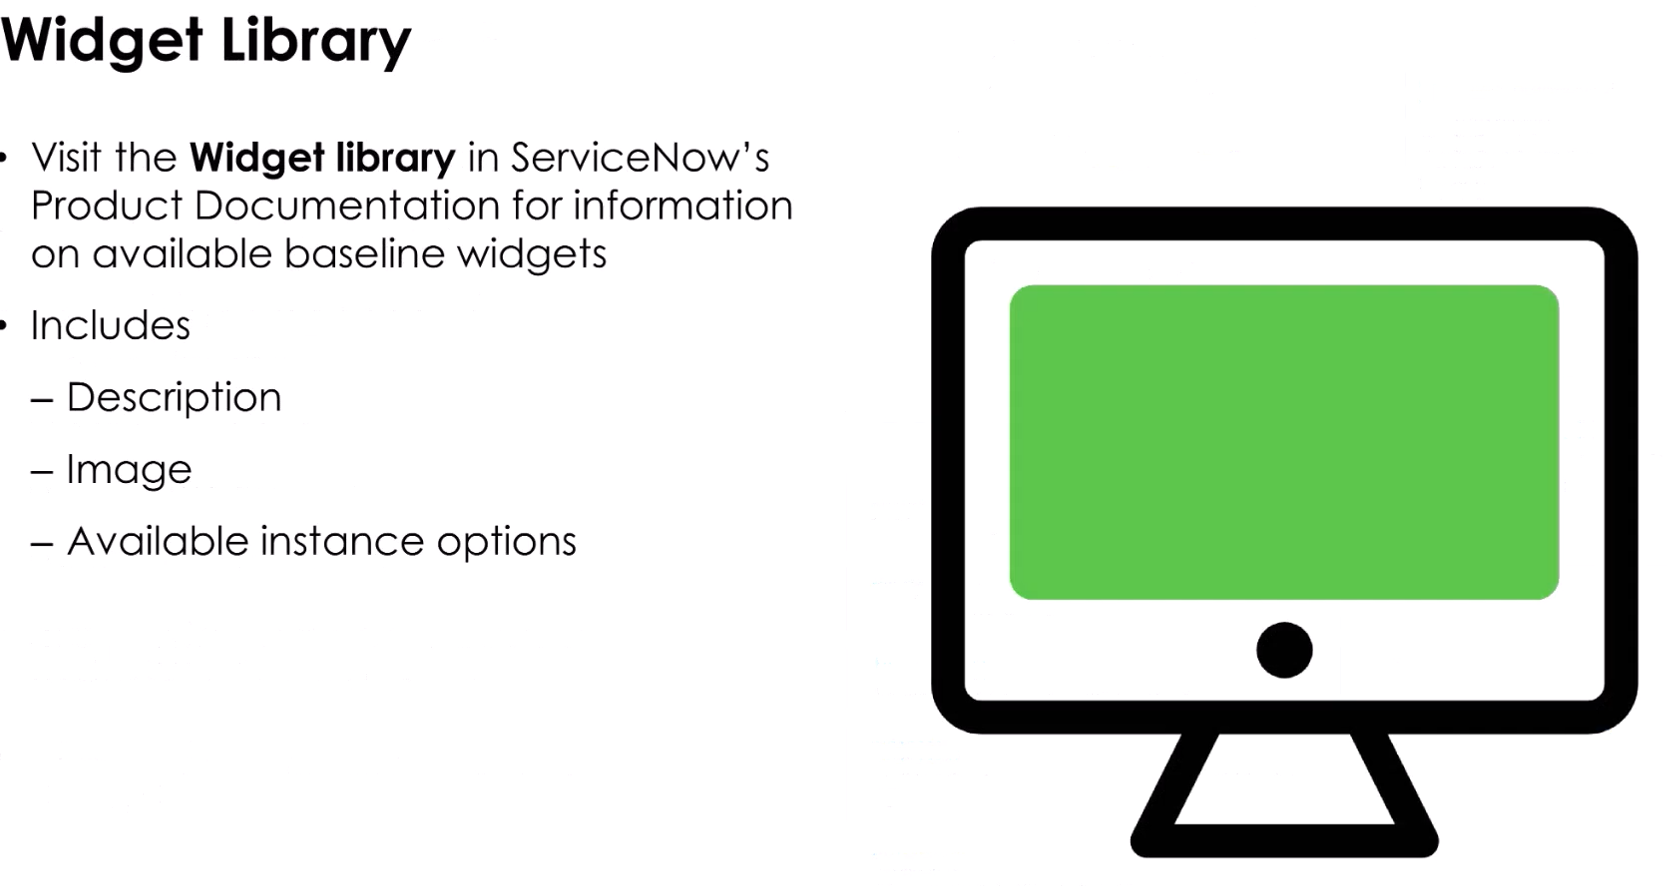 Widget Library
• Visit the Widget library in ServiceNow’s
Product Documentation for information
on available baseline widgets
• Includes
– Description
– Image
– Available instance options